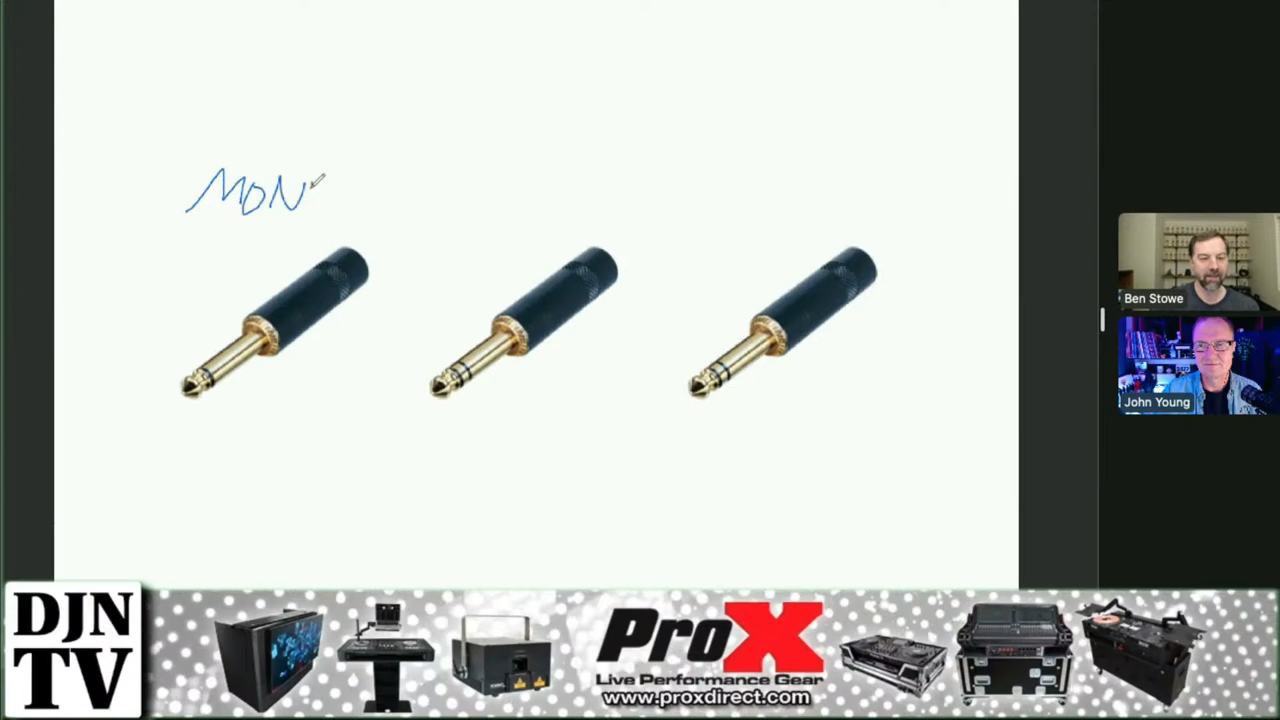 MON
Ben Stowe
John Young
DJN
TV
ProX
Live Performance Gear
www.proxdirect.com